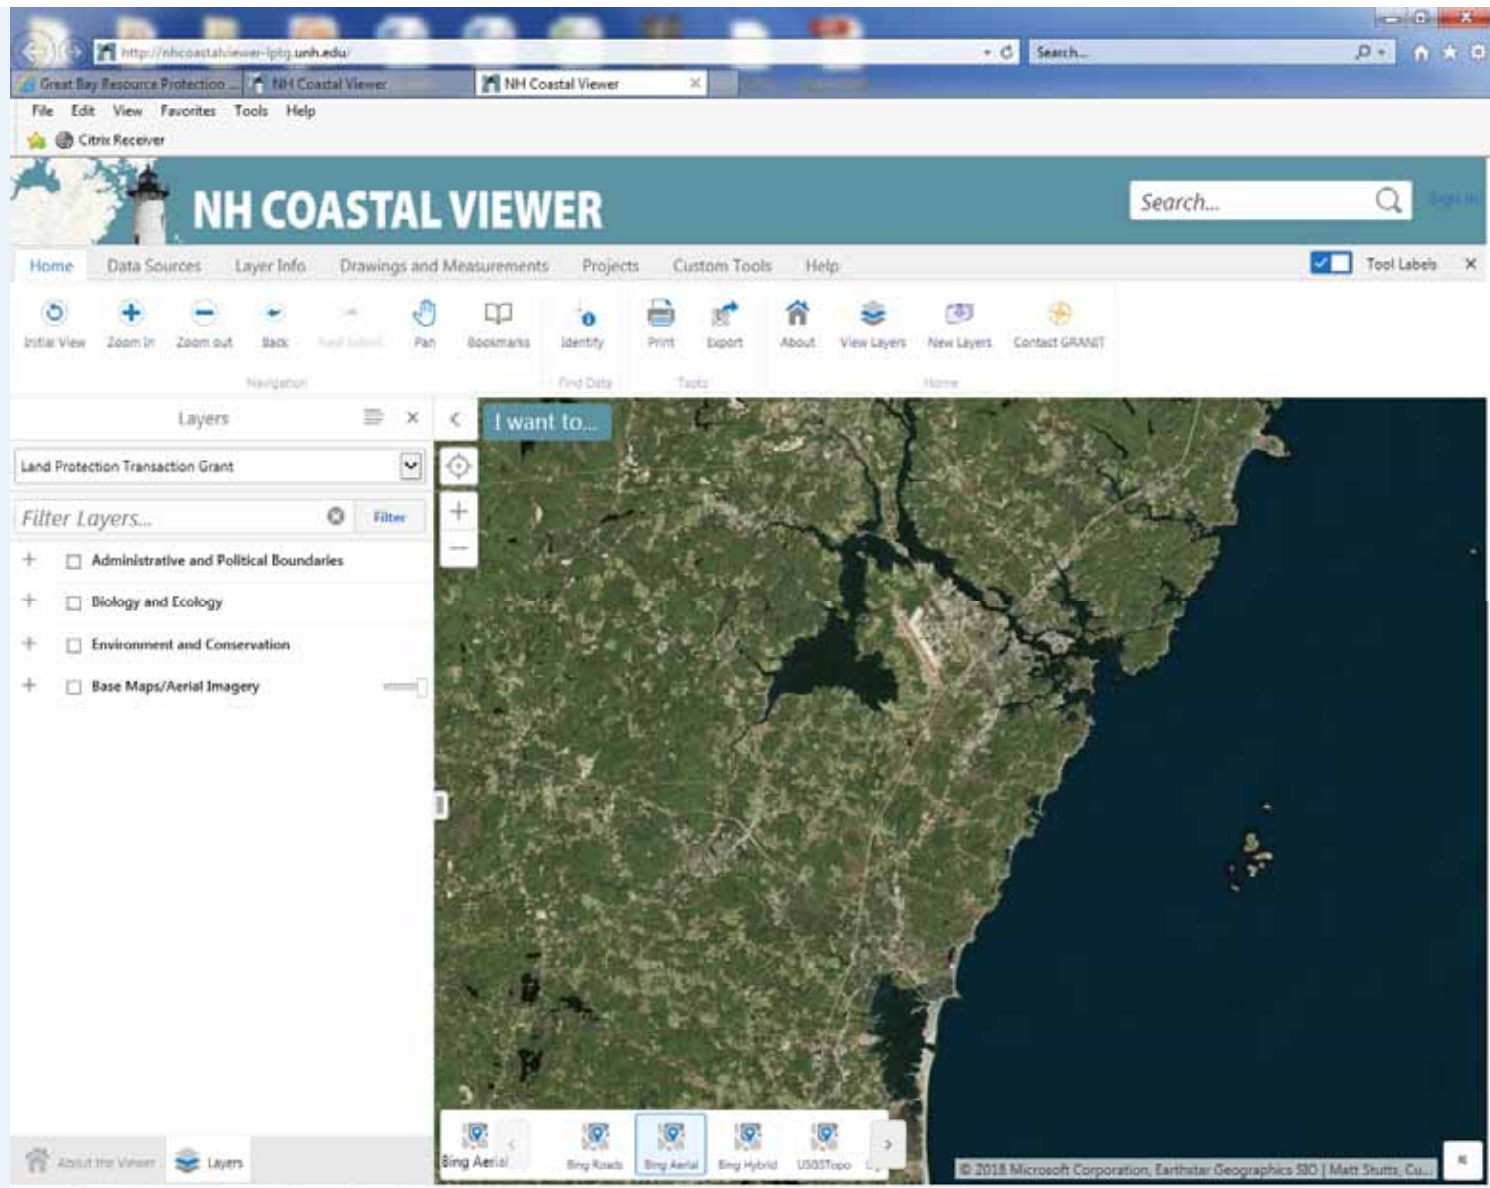 http://nhcoastalviewer-lptg.unh.edu/
Search...
Great Bay Resource Protection ...
NH Coastal Viewer
NH Coastal Viewer
File Edit View Favorites Tools Help
Citrix Receiver
NH COASTAL VIEWER
Search...
Sign in
Home Data Sources Layer Info Drawings and Measurements Projects Custom Tools Help
Tool Labels
Initial View Zoom In Zoom out Back Pan Bookmarks Identify Print Export About View Layers New Layers Contact GRANIT
Navigation Find Data Tasks Home
Layers
I want to...
Land Protection Transaction Grant
Filter Layers...
Filter
Administrative and Political Boundaries
Biology and Ecology
Environment and Conservation
Base Maps/Aerial Imagery
Bing Aerial Bing Roads Bing Aerial Bing Hybrid USGSTopo
About the Viewer Layers
© 2018 Microsoft Corporation, Earthstar Geographics SIO | Matt Stutts, Cu...